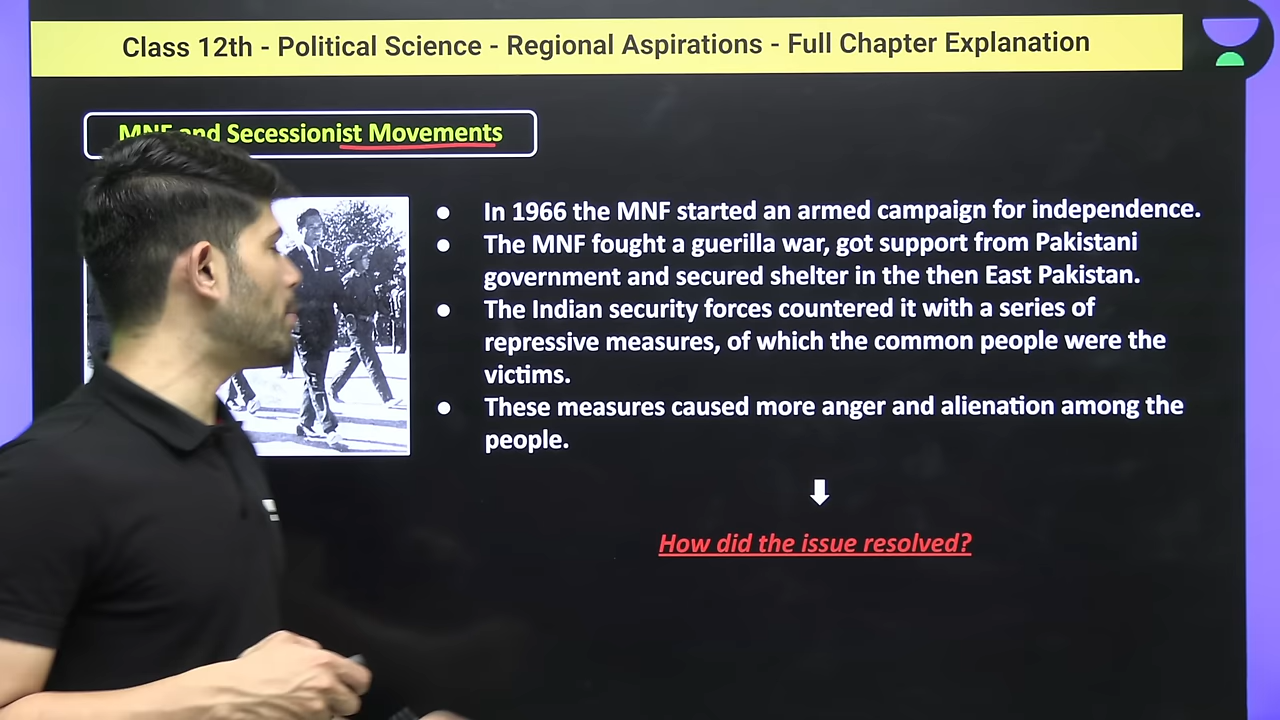 Class 12th - Political Science - Regional Aspirations - Full Chapter Explanation
MNF and Secessionist Movements
• In 1966 the MNF started an armed campaign for independence.
• The MNF fought a guerilla war, got support from Pakistani
government and secured shelter in the then East Pakistan.
• The Indian security forces countered it with a series of
repressive measures, of which the common people were the
victims.
• These measures caused more anger and alienation among the
people.
How did the issue resolved?